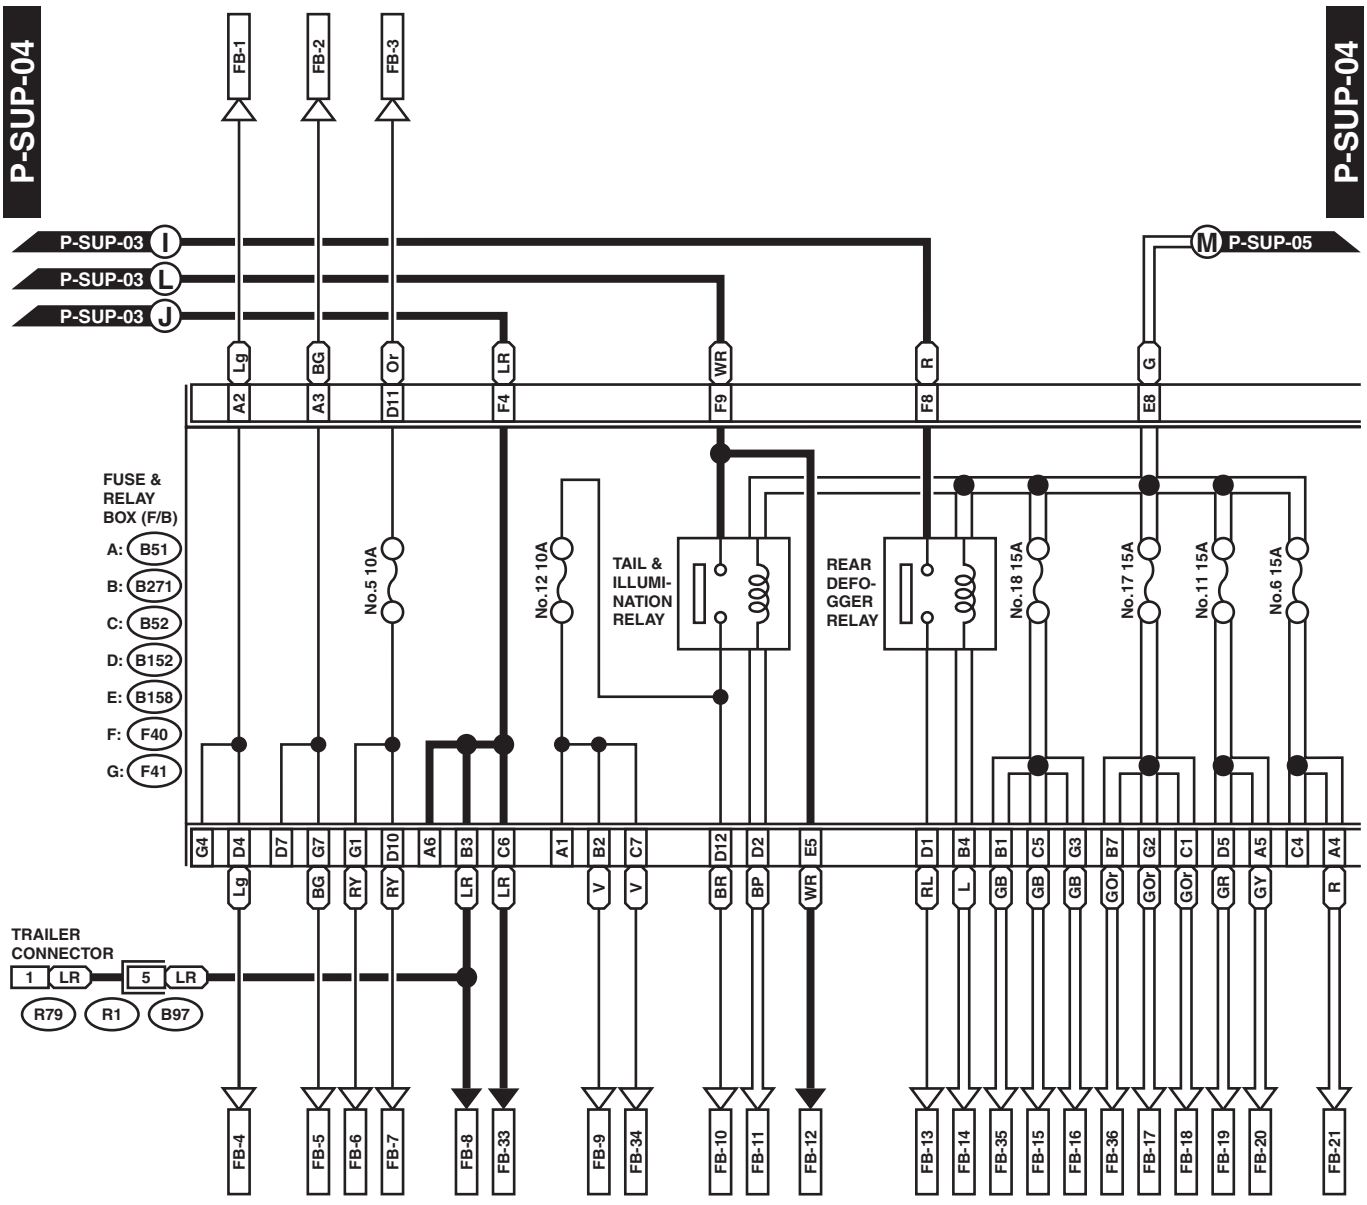 P-SUP-04
P-SUP-04
FB-1
FB-2
FB-3
P-SUP-03 I
M P-SUP-05
P-SUP-03 L
P-SUP-03 J
Lg
BG
Or
LR
WR
R
G
A2
A3
D11
F4
F9
F8
E8
FUSE &
RELAY
BOX (F/B)
A: B51
B: B271
C: B52
D: B152
E: B158
F: F40
G: F41
No.5 10A
No.12 10A
TAIL &
ILLUMI-
NATION
RELAY
REAR
DEFO-
GGER
RELAY
No.18 15A
No.17 15A
No.11 15A
No.6 15A
G4
D4
D7
G7
G1
D10
A6
B3
C6
A1
B2
C7
D12
D2
E5
D1
B4
B1
C5
G3
B7
G2
C1
D5
A5
C4
A4
Lg
BG
RY
RY
LR
LR
V
V
BR
BP
WR
RL
L
GB
GB
GB
GOr
GOr
GOr
GR
GY
R
TRAILER
CONNECTOR
1 LR 5 LR
R79 R1 B97
FB-4
FB-5
FB-6
FB-7
FB-8
FB-33
FB-9
FB-34
FB-10
FB-11
FB-12
FB-13
FB-14
FB-35
FB-15
FB-16
FB-36
FB-17
FB-18
FB-19
FB-20
FB-21